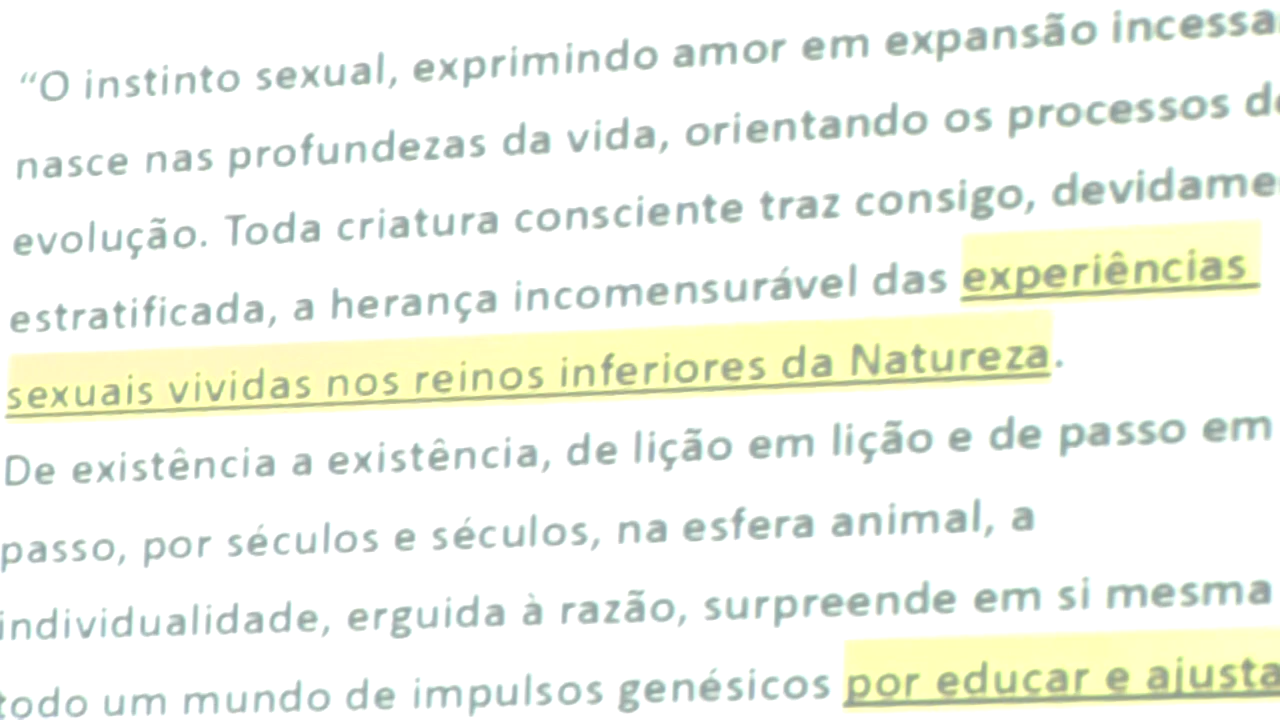 “O instinto sexual, exprimindo amor em expansão
nasce nas profundezas da vida, orientando os processos
evolução. Toda criatura consciente traz consigo,
estratificada, a herança incomensurável das experiências
sexuais vividas nos reinos inferiores da Natureza.
De existência a existência, de lição em lição e de passo em
passo, por séculos e séculos, na esfera animal, a
individualidade, erguida à razão, surpreende em si mesma
todo um mundo de impulsos genésicos por educar e